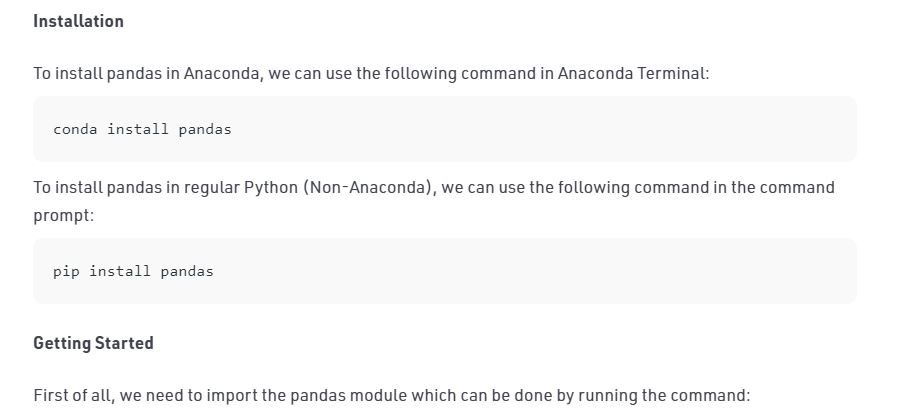 Installation
To install pandas in Anaconda, we can use the following command in Anaconda Terminal:
conda install pandas
To install pandas in regular Python (Non-Anaconda), we can use the following command in the command
prompt:
pip install pandas
Getting Started
First of all, we need to import the pandas module which can be done by running the command: